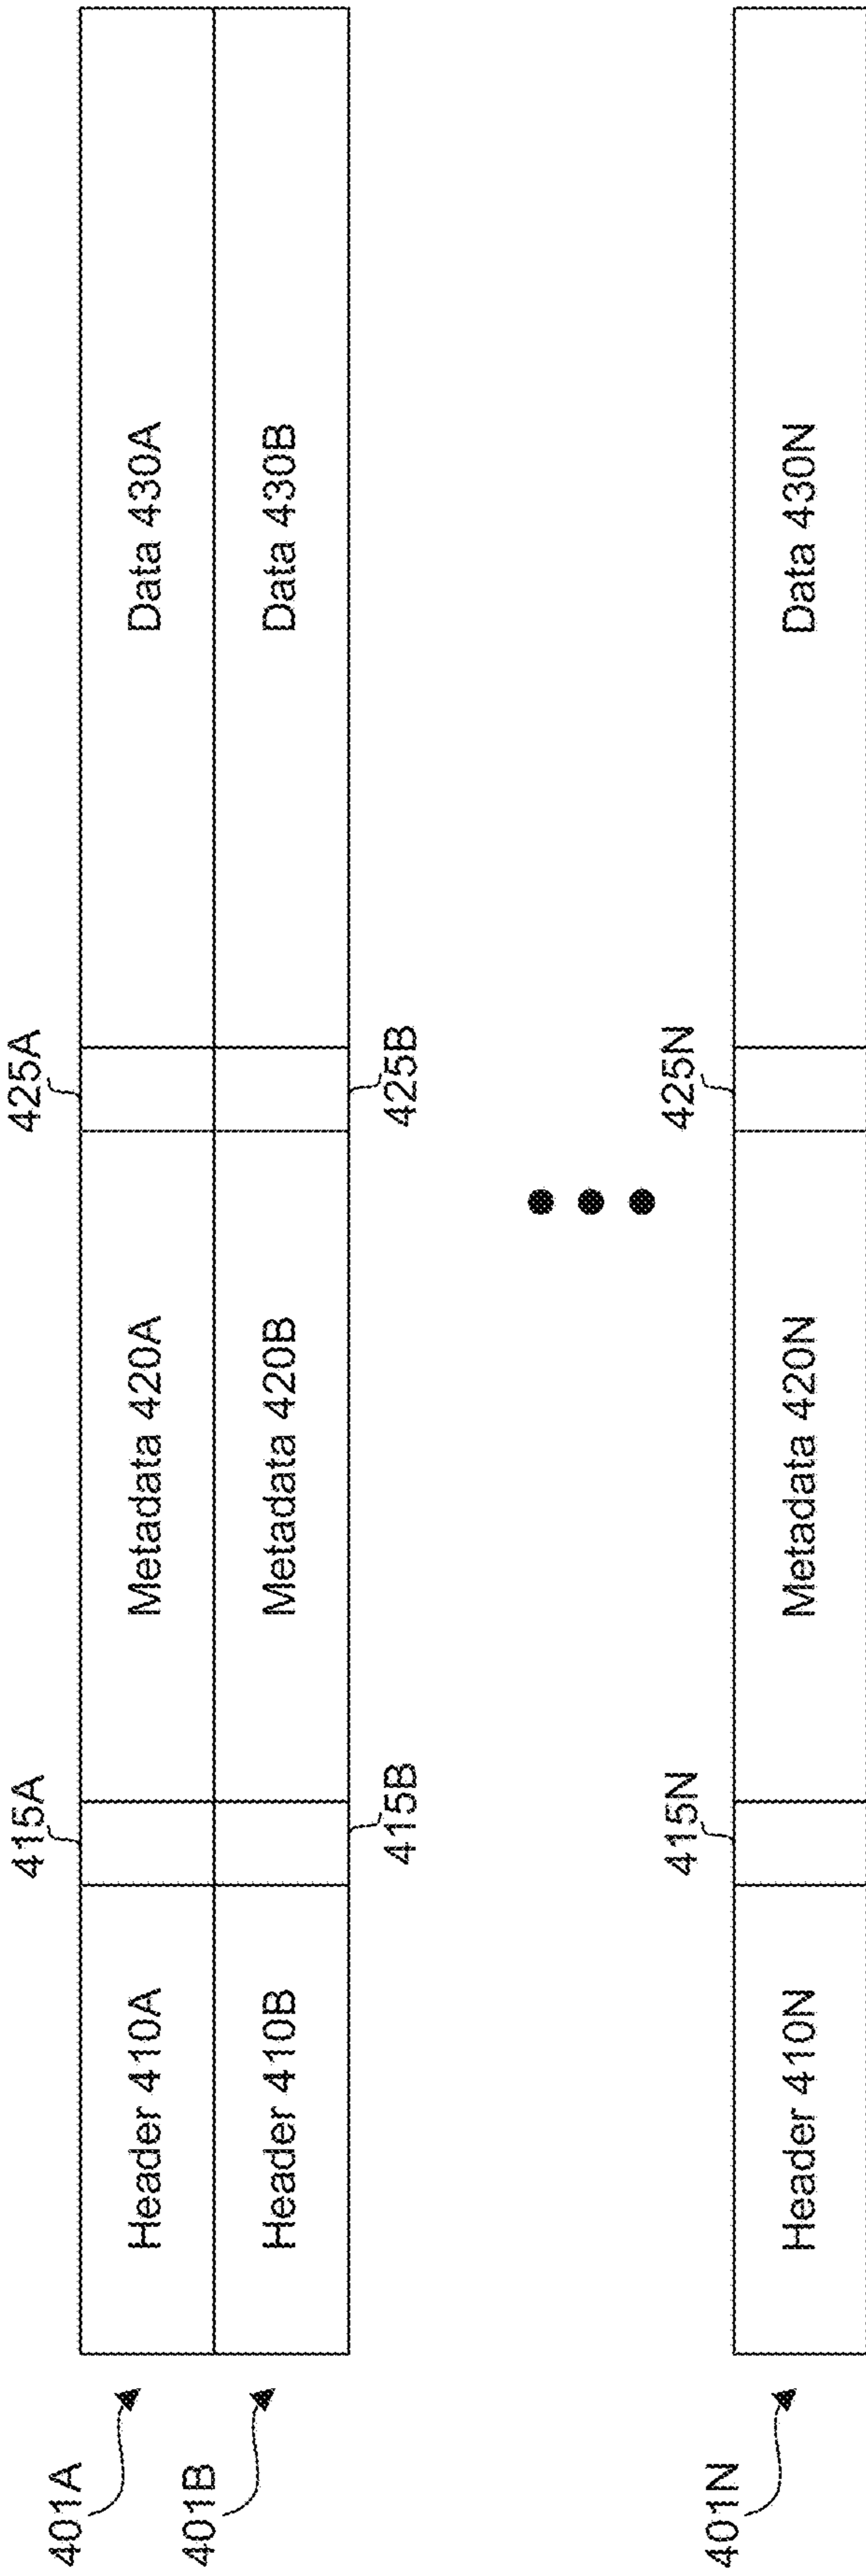 425A
415A
401A
Header 410A
Metadata 420A
Data 430A
401B
Header 410B
Metadata 420B
Data 430B
415B
425B
415N
425N
401N
Header 410N
Metadata 420N
Data 430N